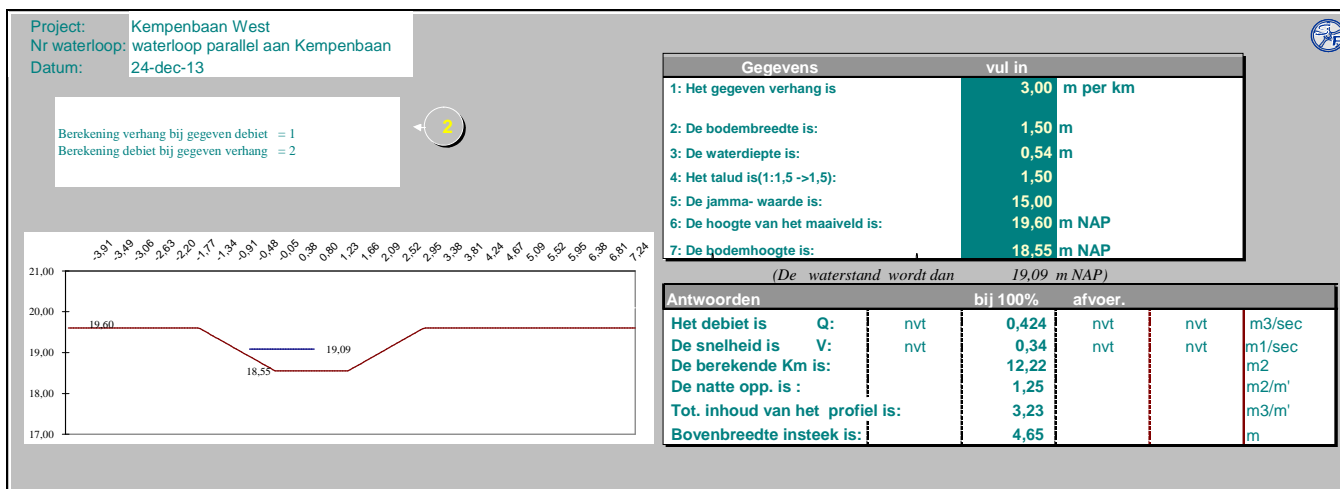 Project: Kempenbaan West
Nr waterloop: waterloop parallel aan Kempenbaan
Datum: 24-dec-13
Berekening verhang bij gegeven debiet = 1
Berekening debiet bij gegeven verhang = 2
2
Gegevens vul in
1: Het gegeven verhang is 3,00 m per km
2: De bodembreedte is: 1,50 m
3: De waterdiepte is: 0,54 m
4: Het talud is(1:1,5 ->1,5): 1,50
5: De jamma- waarde is: 15,00
6: De hoogte van het maaiveld is: 19,60 m NAP
7: De bodemhoogte is: 18,55 m NAP
(De waterstand wordt dan 19,09 m NAP)
-3,91 -3,49 -3,06 -2,63 -2,20 -1,77 -1,34 -0,91 -0,48 -0,05 0,38 0,80 1,23 1,66 2,09 2,52 2,95 3,38 3,81 4,24 4,67 5,09 5,52 5,95 6,38 6,81 7,24
21,00
20,00
19,60
19,00
19,09
18,55
18,00
17,00
Antwoorden bij 100% afvoer.
Het debiet is Q: nvt 0,424 nvt nvt m3/sec
De snelheid is V: nvt 0,34 nvt nvt m1/sec
De berekende Km is: 12,22 m2
De natte opp. is : 1,25 m2/m'
Tot. inhoud van het profiel is: 3,23 m3/m'
Bovenbreedte insteek is: 4,65 m